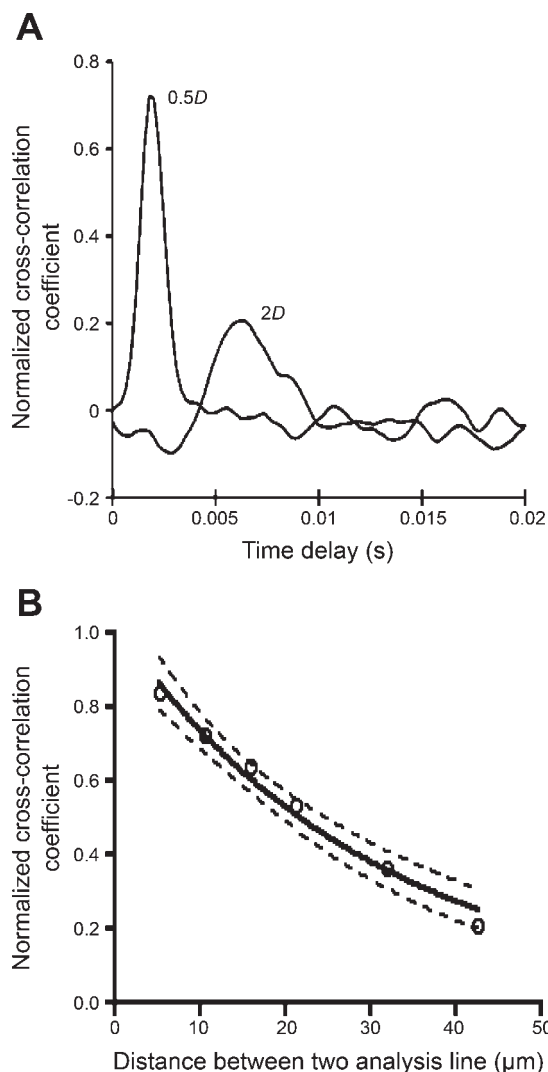 A
0.8
0.6
0.4
0.2
0
-0.2
Normalized cross-correlation
coefficient
0.5D
2D
0 0.005 0.01 0.015 0.02
Time delay (s)
B
1.0
0.8
0.6
0.4
0.2
0.0
Normalized cross-correlation
coefficient
0 10 20 30 40 50
Distance between two analysis line (µm)